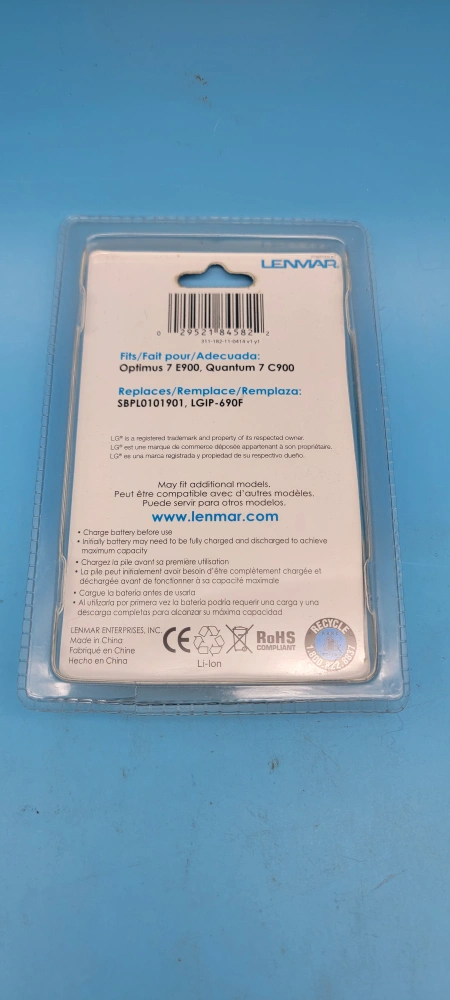 LENMAR
0 29521 84582 2
Fits/Fait pour/Adecuada:
Optimus 7 E900, Quantum 7 C900
Replaces/Remplace/Remplaza:
SBPL0101901, LGIP-690F
LG® is a registered trademark and property of its respected owner.
LG® est une marque de commerce déposée appartenant à son propriétaire.
LG® es una marca registrada y propiedad de su respectivo dueño.
May fit additional models.
Peut être compatible avec d'autres modèles.
Puede servir para otros modelos
www.lenmar.com
• Charge battery before use
• Initially battery may need to be fully charged and discharged to achieve
maximum capacity
• Chargez la pile avant sa première utilisation
• La pile peut initialement avoir besoin d'être complètement chargée et
déchargée avant de fonctionner à sa capacité maximale
• Cargue la batería antes de usarla
• Al utilizarla por primera vez la batería podría requerir una carga y una
descarga completas para alcanzar su máxima capacidad
LENMAR ENTERPRISES, INC.
Made in China
Fabriqué en Chine
Hecho en China
CE
Li-Ion
RoHS
COMPLIANT
RECYCLE